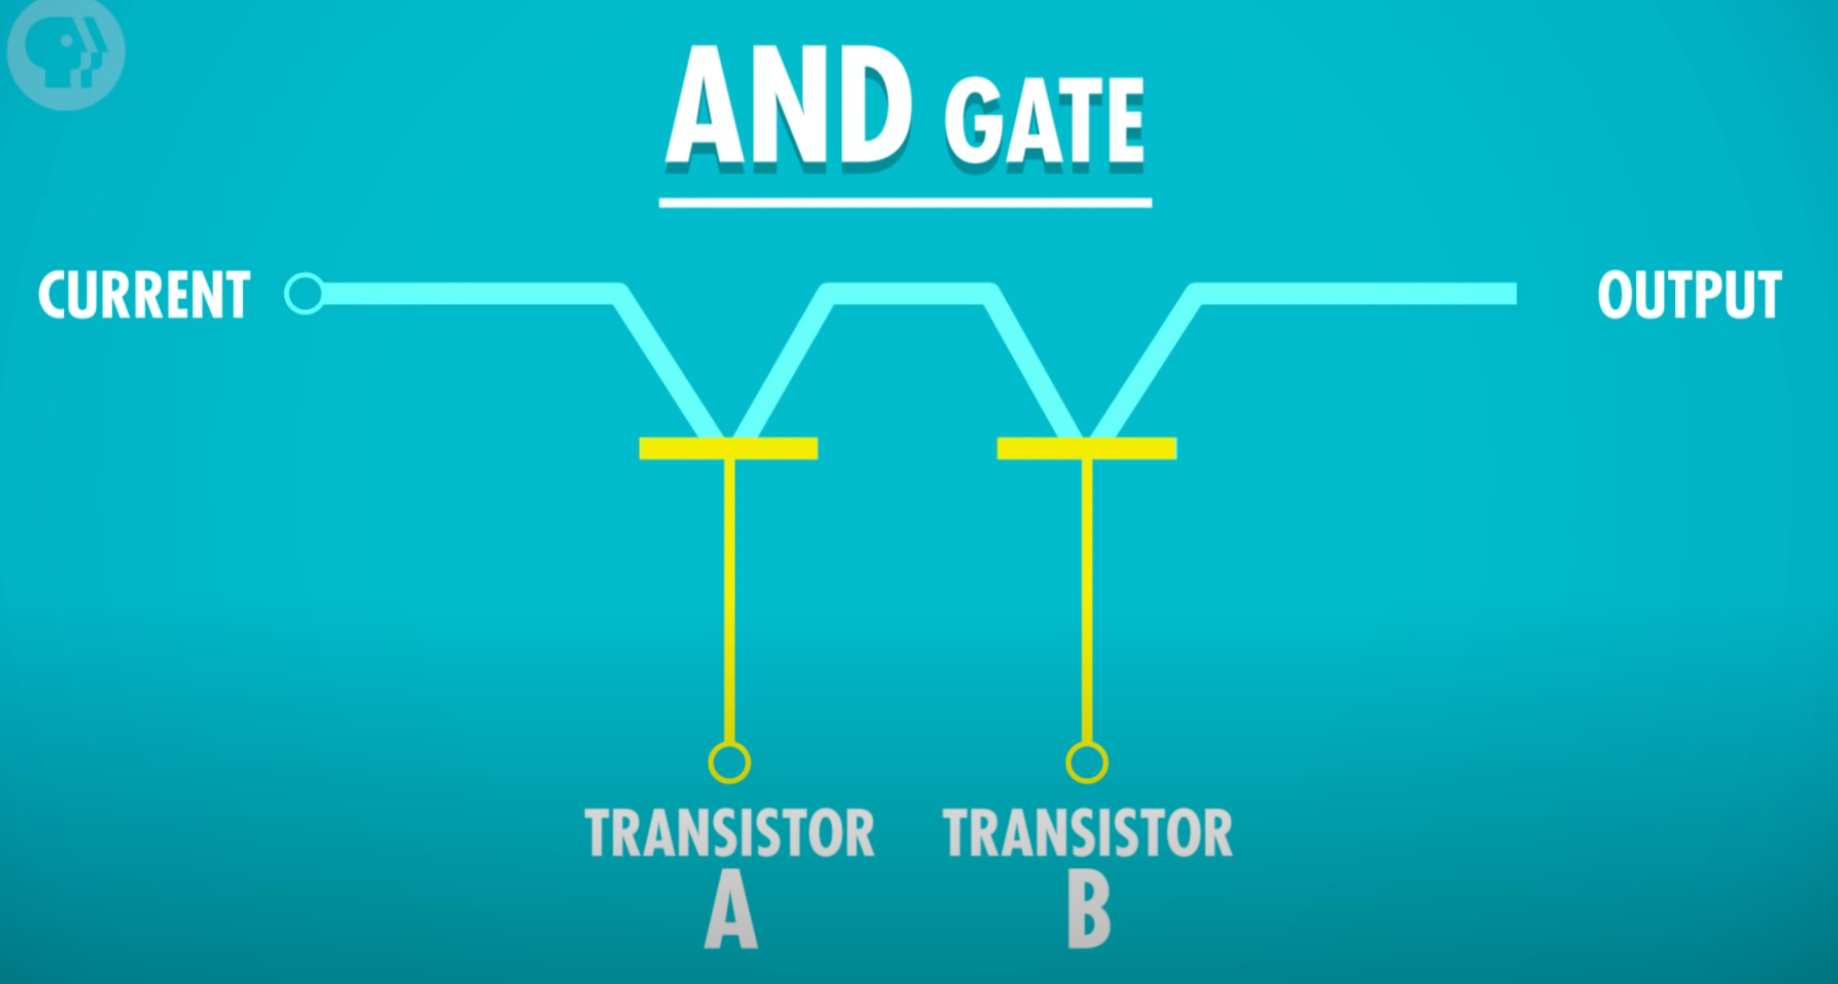 AND GATE
CURRENT
OUTPUT
TRANSISTOR
A
TRANSISTOR
B